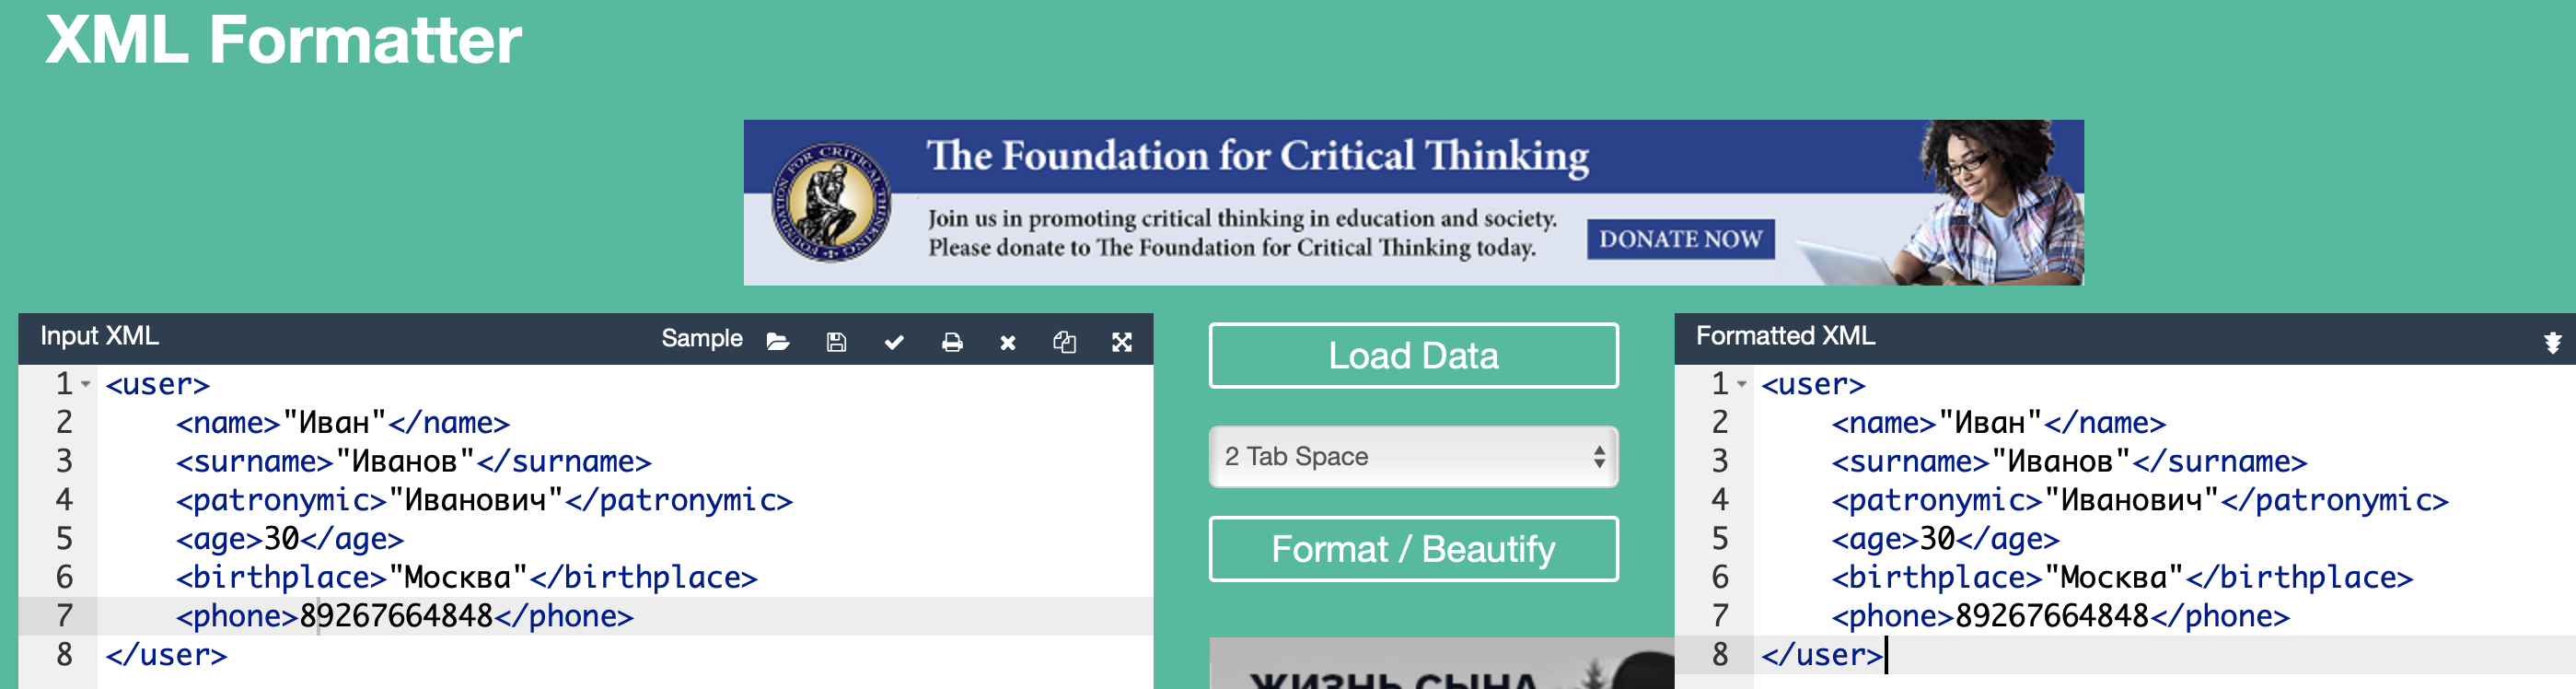 XML Formatter
FOUNDATION FOR CRITICAL THINKING
The Foundation for Critical Thinking
Join us in promoting critical thinking in education and society.
Please donate to The Foundation for Critical Thinking today.
DONATE NOW
Input XML
Sample
1 <user>
2 <name>"Иван"</name>
3 <surname>"Иванов"</surname>
4 <patronymic>"Иванович"</patronymic>
5 <age>30</age>
6 <birthplace>"Москва"</birthplace>
7 <phone>89267664848</phone>
8 </user>
Load Data
2 Tab Space
Format / Beautify
ЖИЗНЬ СЫНА
Formatted XML
1 <user>
2 <name>"Иван"</name>
3 <surname>"Иванов"</surname>
4 <patronymic>"Иванович"</patronymic>
5 <age>30</age>
6 <birthplace>"Москва"</birthplace>
7 <phone>89267664848</phone>
8 </user>